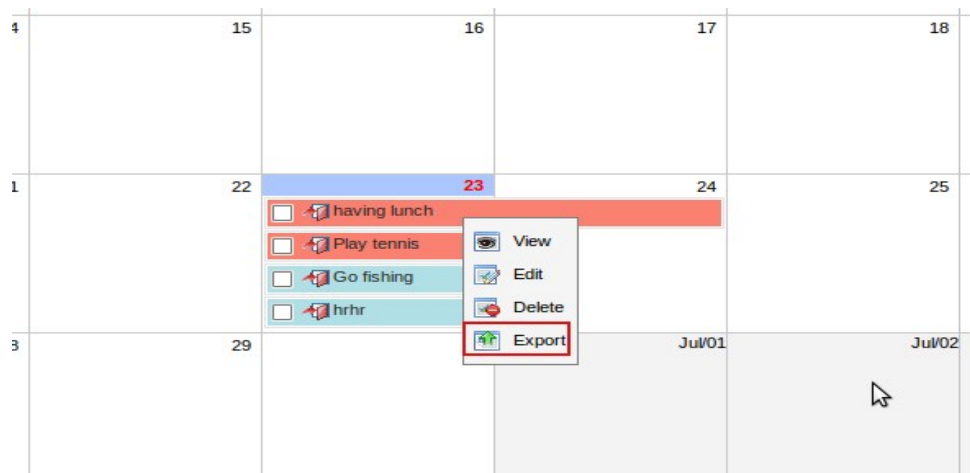 4 15 16 17 18
1 22 23 24 25
having lunch
Play tennis
Go fishing
hrhr
View
Edit
Delete
Export
8 29 Jul/01 Jul/02